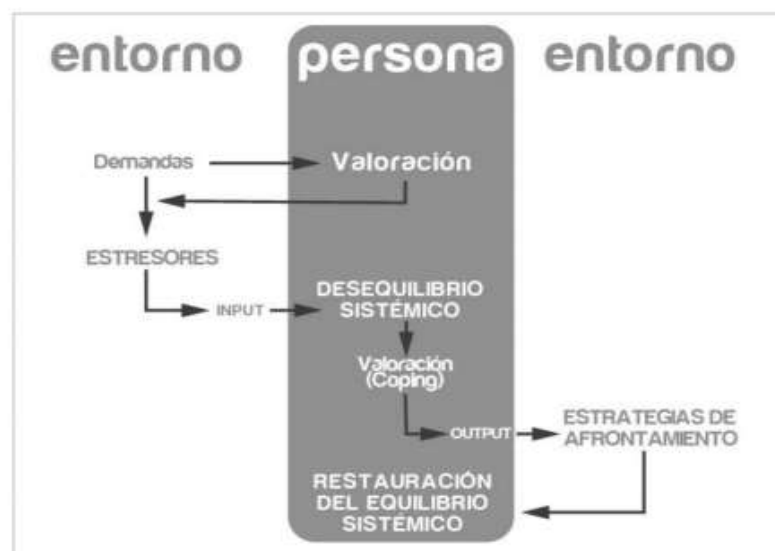 entorno persona entorno
Demandas Valoración
ESTRESORES
INPUT
DESEQUILIBRIO
SISTÉMICO
Valoración
(Coping)
OUTPUT
ESTRATEGIAS DE
AFRONTAMIENTO
RESTAURACIÓN
DEL EQUILIBRIO
SISTÉMICO